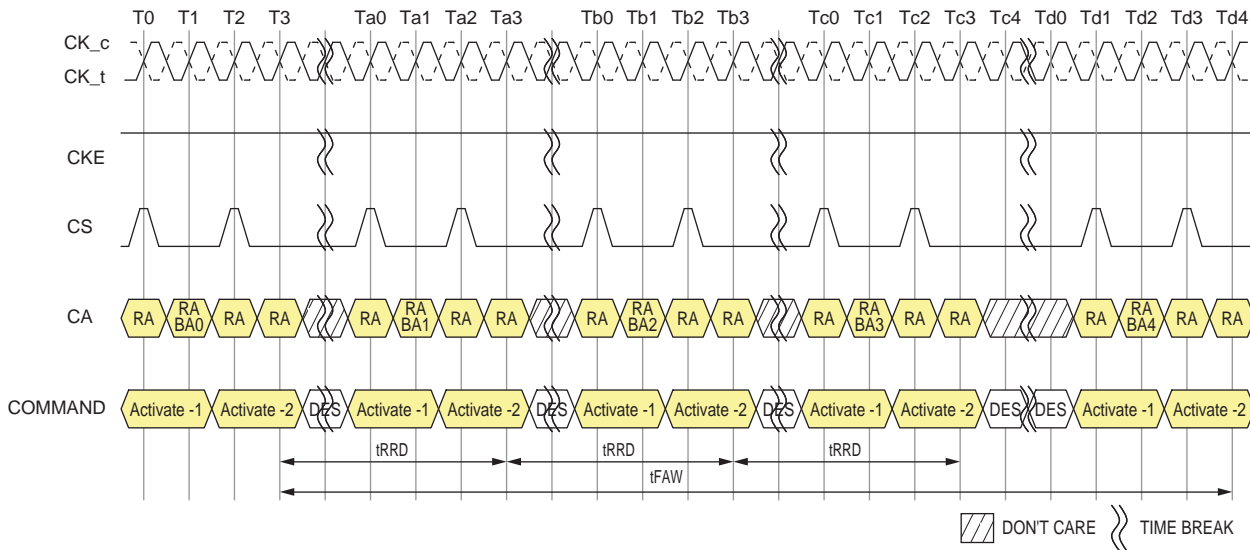 T0 T1 T2 T3 Ta0 Ta1 Ta2 Ta3 Tb0 Tb1 Tb2 Tb3 Tc0 Tc1 Tc2 Tc3 Tc4 Td0 Td1 Td2 Td3 Td4
CK_c
CK_t
CKE
CS
CA RA RA BA0 RA RA RA RA BA1 RA RA RA RA BA2 RA RA RA RA BA3 RA RA RA RA BA4 RA RA
COMMAND Activate -1 Activate -2 DES Activate -1 Activate -2 DES Activate -1 Activate -2 DES Activate -1 Activate -2 DES DES Activate -1 Activate -2
tRRD tRRD tRRD
tFAW
DON'T CARE TIME BREAK